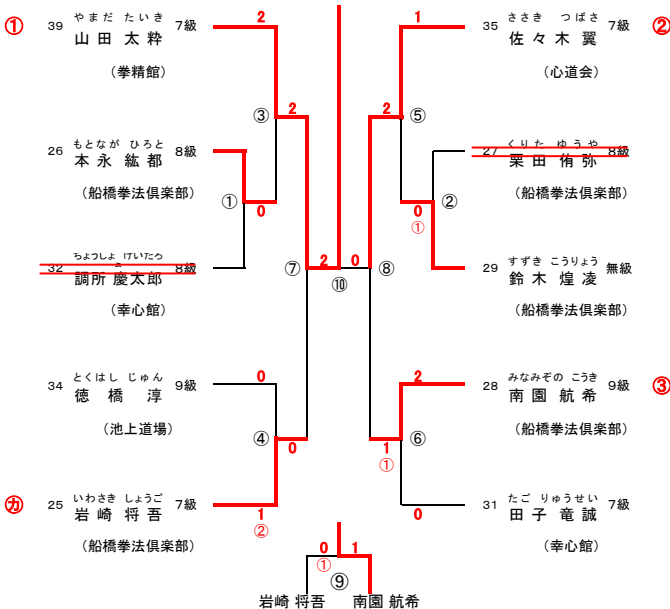 ① 39 やまだ たいき 7級
山田 太粋
(拳精館)
2
③
2
26 もとなが ひろと 8級
本永 紘都
(船橋拳法倶楽部)
①
0
ちょうしょ けいたろう
32 調所 慶太郎 8級
(幸心館)
⑦
2
⑩
0
⑧
34 とくはし じゅん 9級
徳橋 淳
(池上道場)
0
④
0
カ 25 いわさき しょうご 7級
岩崎 将吾
(船橋拳法倶楽部)
1
②
1
35 ささき つばさ 7級 ②
佐々木 翼
(心道会)
2
⑤
27 くりた ゆうや 8級
栗田 侑弥
(船橋拳法倶楽部)
0
①
②
29 すずき こうりょう 無級
鈴木 煌凌
(船橋拳法倶楽部)
2
28 みなみぞの こうき 9級 ③
南園 航希
(船橋拳法倶楽部)
1
①
⑥
0
31 たご りゅうせい 7級
田子 竜誠
(幸心館)
0
①
1
⑨
岩崎 将吾 南園 航希